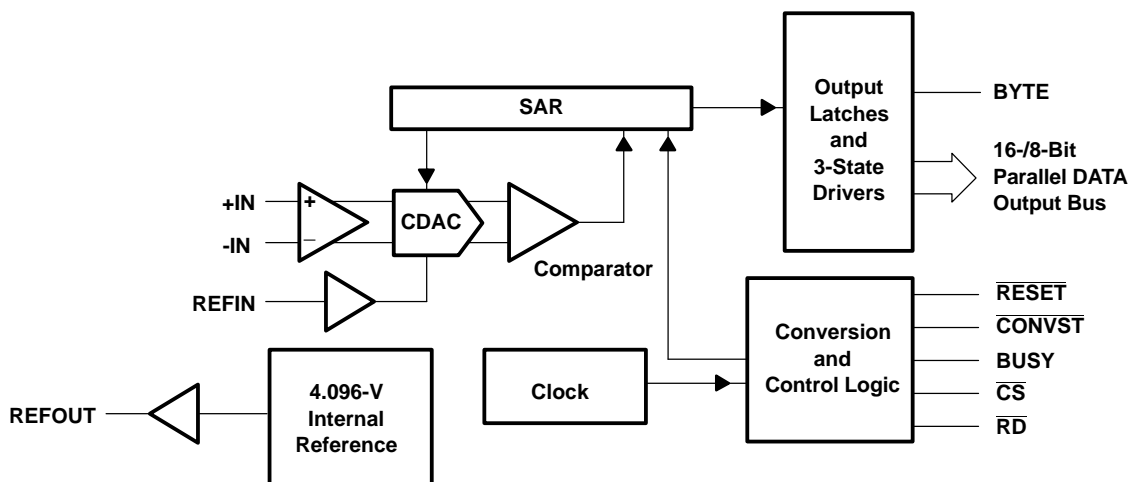 SAR
Output
Latches
and
3-State
Drivers
BYTE
16-/8-Bit
Parallel DATA
Output Bus
+IN
-IN
+
−
CDAC
Comparator
REFIN
RESET
CONVST
BUSY
CS
RD
Conversion
and
Control Logic
Clock
4.096-V
Internal
Reference
REFOUT